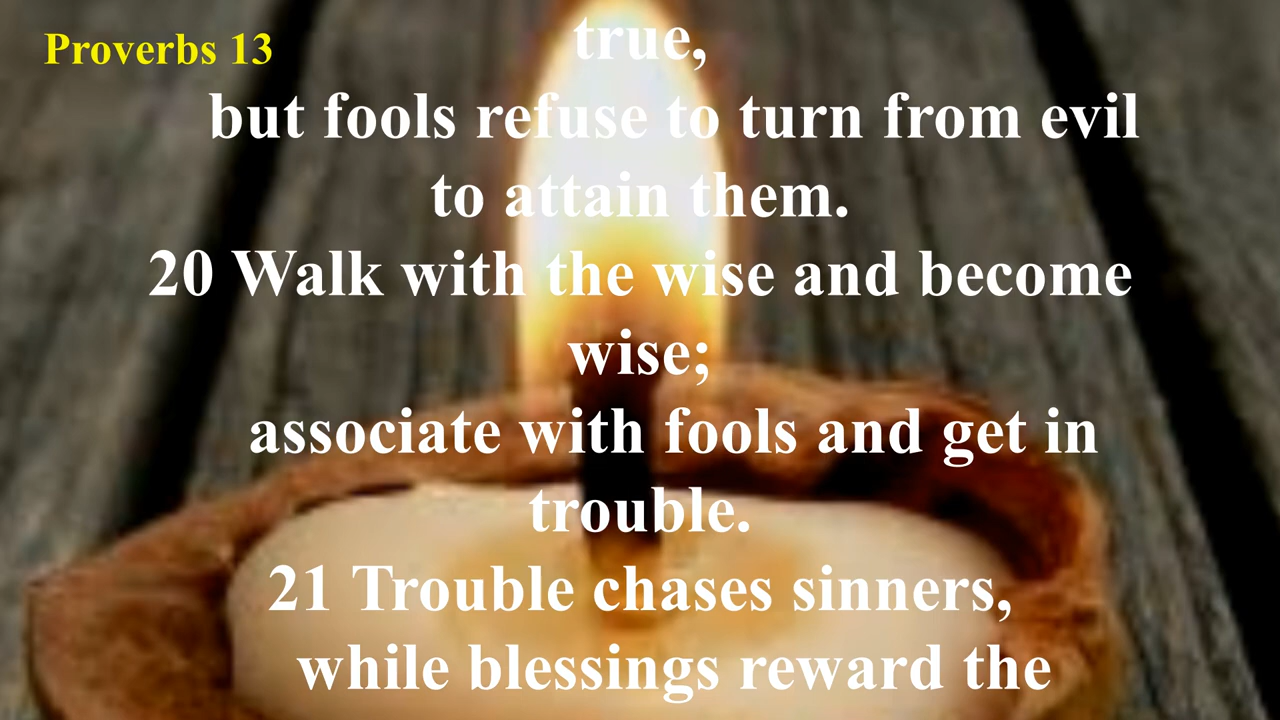 Proverbs 13
true,
but fools refuse to turn from evil
to attain them.
20 Walk with the wise and become
wise;
associate with fools and get in
trouble.
21 Trouble chases sinners,
while blessings reward the